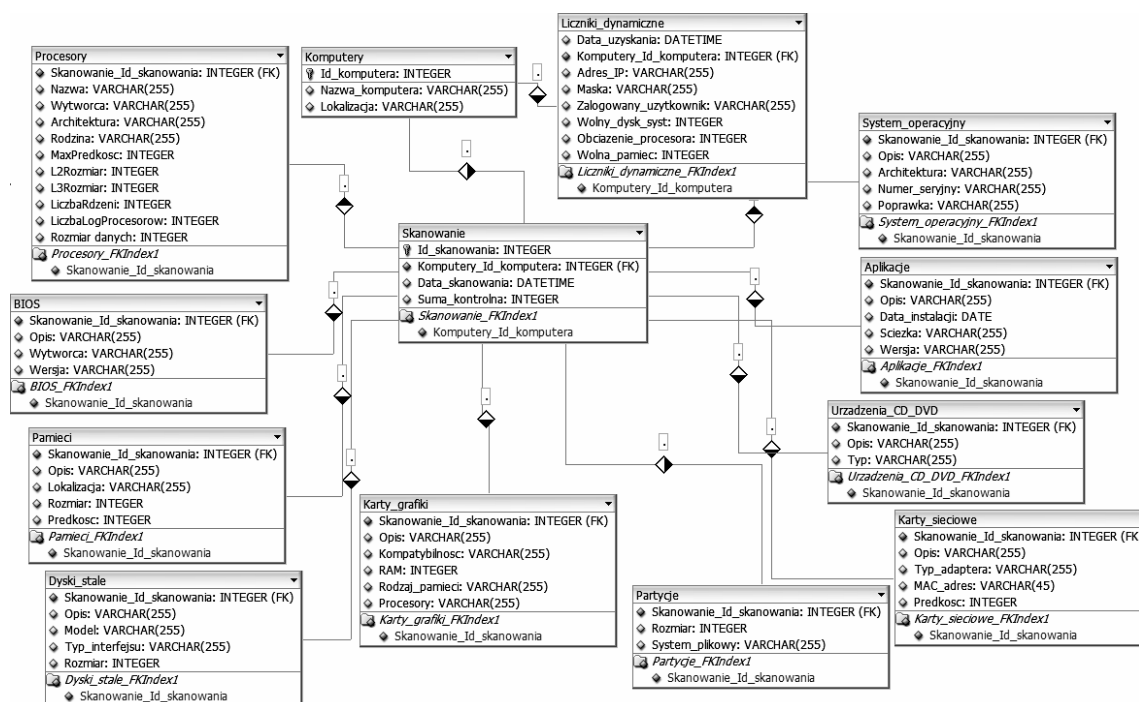 Procesory
Skanowanie_Id_skanowania: INTEGER (FK)
Nazwa: VARCHAR(255)
Wytworca: VARCHAR(255)
Architektura: VARCHAR(255)
Rodzina: VARCHAR(255)
MaxPredkosc: INTEGER
L2Rozmiar: INTEGER
L3Rozmiar: INTEGER
LiczbaRdzeni: INTEGER
LiczbaLogProcesorow: INTEGER
Rozmiar danych: INTEGER
Procesory_FKIndex1
Skanowanie_Id_skanowania
Komputery
Id_komputera: INTEGER
Nazwa_komputera: VARCHAR(255)
Lokalizacja: VARCHAR(255)
Liczniki_dynamiczne
Data_uzyskania: DATETIME
Komputery_Id_komputera: INTEGER (FK)
Adres_IP: VARCHAR(255)
Maska: VARCHAR(255)
Zalogowany_uzytkownik: VARCHAR(255)
Wolny_dysk_syst: INTEGER
Obciazenie_procesora: INTEGER
Wolna_pamiec: INTEGER
Liczniki_dynamiczne_FKIndex1
Komputery_Id_komputera
System_operacyjny
Skanowanie_Id_skanowania: INTEGER (FK)
Opis: VARCHAR(255)
Architektura: VARCHAR(255)
Numer_seryjny: VARCHAR(255)
Poprawka: VARCHAR(255)
System_operacyjny_FKIndex1
Skanowanie_Id_skanowania
Skanowanie
Id_skanowania: INTEGER
Komputery_Id_komputera: INTEGER (FK)
Data_skanowania: DATETIME
Suma_kontrolna: INTEGER
Skanowanie_FKIndex1
Komputery_Id_komputera
Aplikacje
Skanowanie_Id_skanowania: INTEGER (FK)
Opis: VARCHAR(255)
Data_instalacji: DATE
Sciezka: VARCHAR(255)
Wersja: VARCHAR(255)
Aplikacje_FKIndex1
Skanowanie_Id_skanowania
BIOS
Skanowanie_Id_skanowania: INTEGER (FK)
Opis: VARCHAR(255)
Wytworca: VARCHAR(255)
Wersja: VARCHAR(255)
BIOS_FKIndex1
Skanowanie_Id_skanowania
Urzadzenia_CD_DVD
Skanowanie_Id_skanowania: INTEGER (FK)
Opis: VARCHAR(255)
Typ: VARCHAR(255)
Urzadzenia_CD_DVD_FKIndex1
Skanowanie_Id_skanowania
Pamieci
Skanowanie_Id_skanowania: INTEGER (FK)
Opis: VARCHAR(255)
Lokalizacja: VARCHAR(255)
Rozmiar: INTEGER
Predkosc: INTEGER
Pamieci_FKIndex1
Skanowanie_Id_skanowania
Karty_grafiki
Skanowanie_Id_skanowania: INTEGER (FK)
Opis: VARCHAR(255)
Kompatybilnosc: VARCHAR(255)
RAM: INTEGER
Rodzaj_pamieci: VARCHAR(255)
Procesory: VARCHAR(255)
Karty_grafiki_FKIndex1
Skanowanie_Id_skanowania
Karty_sieciowe
Skanowanie_Id_skanowania: INTEGER (FK
Opis: VARCHAR(255)
Typ_adaptera: VARCHAR(255)
MAC_adres: VARCHAR(45)
Predkosc: INTEGER
Karty_sieciowe_FKIndex1
Skanowanie_Id_skanowania
Dyski_stale
Skanowanie_Id_skanowania: INTEGER (FK)
Opis: VARCHAR(255)
Model: VARCHAR(255)
Typ_interfejsu: VARCHAR(255)
Rozmiar: INTEGER
Dyski_stale_FKIndex1
Skanowanie_Id_skanowania
Partycje
Skanowanie_Id_skanowania: INTEGER (FK)
Rozmiar: INTEGER
System_plikowy: VARCHAR(255)
Partycje_FKIndex1
Skanowanie_Id_skanowania